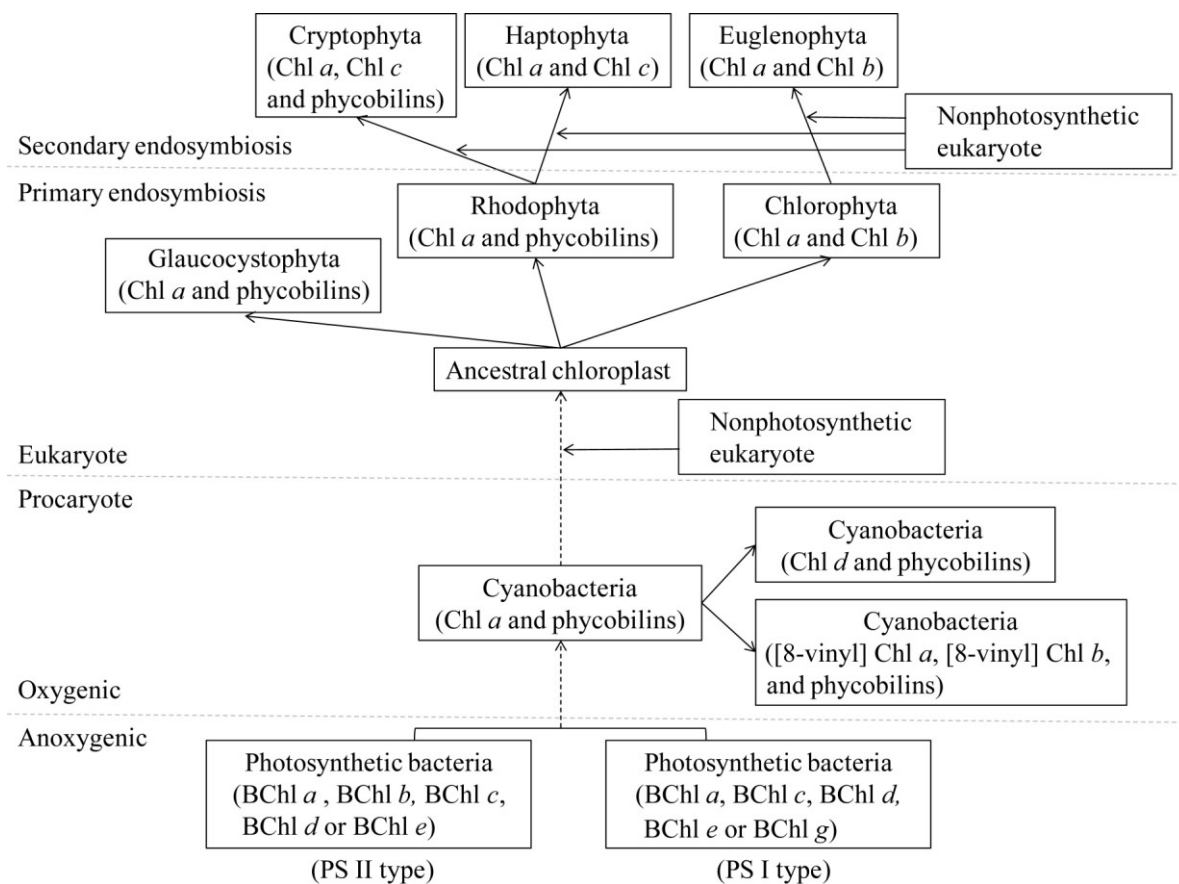 Cryptophyta
(Chl a, Chl c
and phycobilins)
Haptophyta
(Chl a and Chl c)
Euglenophyta
(Chl a and Chl b)
Nonphotosynthetic
eukaryote
Secondary endosymbiosis
Primary endosymbiosis
Rhodophyta
(Chl a and phycobilins)
Chlorophyta
(Chl a and Chl b)
Glaucocystophyta
(Chl a and phycobilins)
Ancestral chloroplast
Nonphotosynthetic
eukaryote
Eukaryote
Procaryote
Cyanobacteria
(Chl d and phycobilins)
Cyanobacteria
(Chl a and phycobilins)
Cyanobacteria
([8-vinyl] Chl a, [8-vinyl] Chl b,
and phycobilins)
Oxygenic
Anoxygenic
Photosynthetic bacteria
(BChl a , BChl b, BChl c,
BChl d or BChl e)
(PS II type)
Photosynthetic bacteria
(BChl a, BChl c, BChl d,
BChl e or BChl g)
(PS I type)